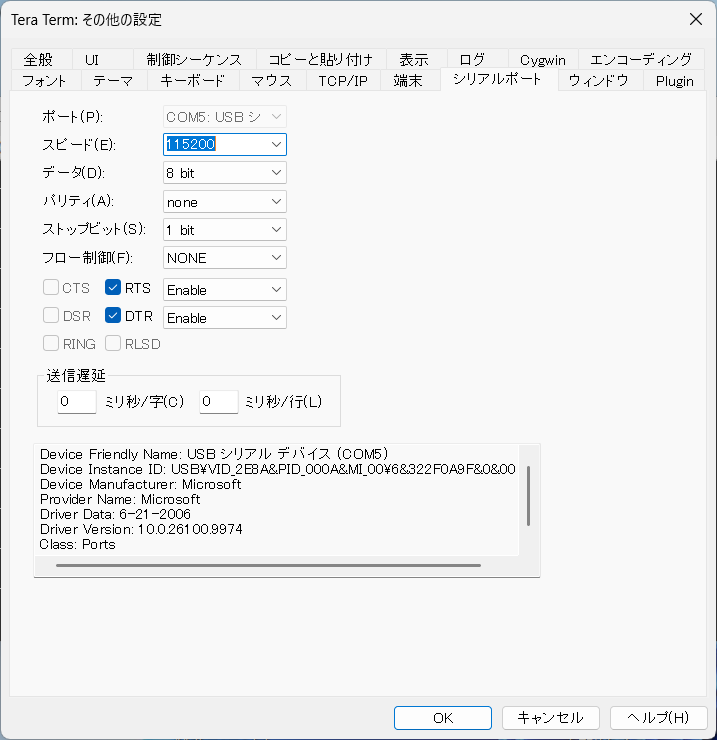 Tera Term: その他の設定
全般 UI 制御シーケンス コピーと貼り付け 表示 ログ Cygwin エンコーディング
フォント テーマ キーボード マウス TCP/IP 端末 シリアルポート ウィンドウ Plugin
ポート(P): COM5: USB シ
スピード(E): 115200
データ(D): 8 bit
パリティ(A): none
ストップビット(S): 1 bit
フロー制御(F): NONE
CTS RTS Enable
DSR DTR Enable
RING RLSD
送信遅延
0 ミリ秒/字(C) 0 ミリ秒/行(L)
Device Friendly Name: USB シリアル デバイス (COM5)
Device Instance ID: USB¥VID_2E8A&PID_000A&MI_00¥6&322F0A9F&0&00
Device Manufacturer: Microsoft
Provider Name: Microsoft
Driver Data: 6-21-2006
Driver Version: 10.0.26100.9974
Class: Ports
OK キャンセル ヘルプ(H)